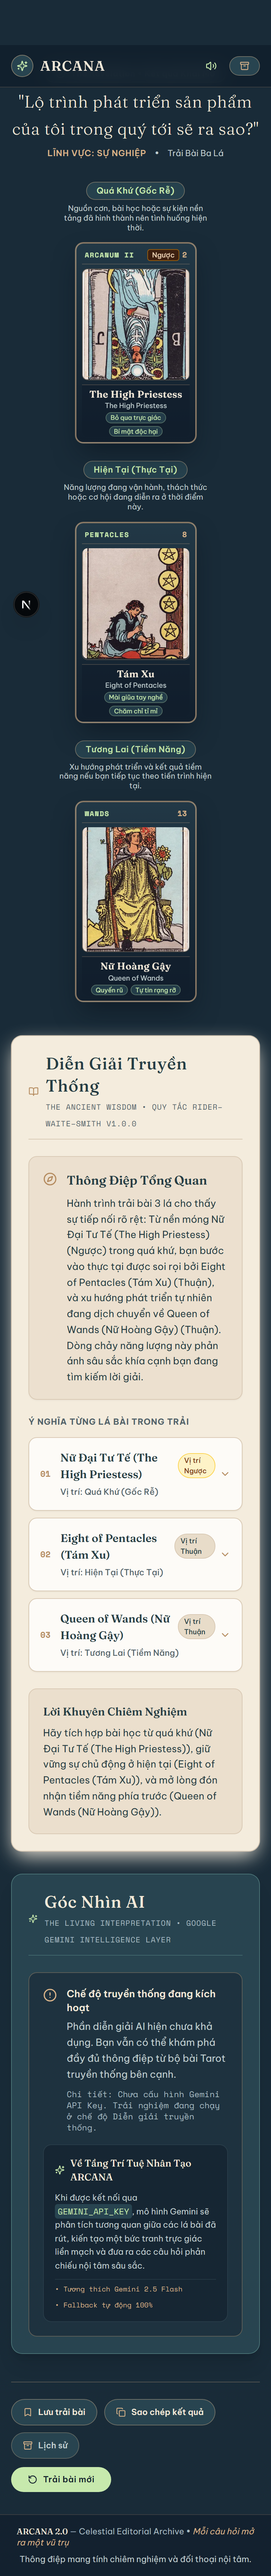 ARCANA
"Lộ trình phát triển sản phẩm
của tôi trong quý tới sẽ ra sao?"
LĨNH VỰC: SỰ NGHIỆP • Trải Bài Ba Lá
Quá Khứ (Gốc Rễ)
Nguồn cơn, bài học hoặc sự kiện nền
tảng đã hình thành nên tình huống hiện
thời.
ARCANUM II Ngược 2
B J
The High Priestess
The High Priestess
Bỏ qua trực giác
Bí mật độc hại
Hiện Tại (Thực Tại)
Năng lượng đang vận hành, thách thức
hoặc cơ hội đang diễn ra ở thời điểm
này.
PENTACLES 8
Tám Xu
Eight of Pentacles
Mài giũa tay nghề
Chăm chỉ tỉ mỉ
Tương Lai (Tiềm Năng)
Xu hướng phát triển và kết quả tiềm
năng nếu bạn tiếp tục theo tiến trình hiện
tại.
WANDS 13
Nữ Hoàng Gậy
Queen of Wands
Quyến rũ Tự tin rạng rỡ
Diễn Giải Truyền
Thống
THE ANCIENT WISDOM • QUY TẮC RIDER–
WAITE–SMITH V1.0.0
Thông Điệp Tổng Quan
Hành trình trải bài 3 lá cho thấy
sự tiếp nối rõ rệt: Từ nền móng Nữ
Đại Tư Tế (The High Priestess)
(Ngược) trong quá khứ, bạn bước
vào thực tại được soi rọi bởi Eight
of Pentacles (Tám Xu) (Thuận),
và xu hướng phát triển tự nhiên
đang dịch chuyển về Queen of
Wands (Nữ Hoàng Gậy) (Thuận).
Dòng chảy năng lượng này phản
ánh sâu sắc khía cạnh bạn đang
tìm kiếm lời giải.
Ý NGHĨA TỪNG LÁ BÀI TRONG TRẢI
01 Nữ Đại Tư Tế (The
High Priestess)
Vị trí
Ngược
Vị trí: Quá Khứ (Gốc Rễ)
02 Eight of Pentacles
(Tám Xu)
Vị trí
Thuận
Vị trí: Hiện Tại (Thực Tại)
03 Queen of Wands (Nữ
Hoàng Gậy)
Vị trí
Thuận
Vị trí: Tương Lai (Tiềm Năng)
Lời Khuyên Chiêm Nghiệm
Hãy tích hợp bài học từ quá khứ (Nữ
Đại Tư Tế (The High Priestess)), giữ
vững sự chủ động ở hiện tại (Eight of
Pentacles (Tám Xu)), và mở lòng đón
nhận tiềm năng phía trước (Queen of
Wands (Nữ Hoàng Gậy)).
Góc Nhìn AI
THE LIVING INTERPRETATION • GOOGLE
GEMINI INTELLIGENCE LAYER
Chế độ truyền thống đang kích
hoạt
Phần diễn giải AI hiện chưa khả
dụng. Bạn vẫn có thể khám phá
đầy đủ thông điệp từ bộ bài Tarot
truyền thống bên cạnh.
Chi tiết: Chưa cấu hình Gemini
API Key. Trải nghiệm đang chạy
ở chế độ Diễn giải truyền
thống.
Về Tầng Trí Tuệ Nhân Tạo
ARCANA
Khi được kết nối qua
GEMINI_API_KEY, mô hình Gemini sẽ
phân tích tương quan giữa các lá bài đã
rút, kiến tạo một bức tranh trực giác
liền mạch và đưa ra các câu hỏi phản
chiếu nội tâm sâu sắc.
• Tương thích Gemini 2.5 Flash
• Fallback tự động 100%
Lưu trải bài Sao chép kết quả
Lịch sử
Trải bài mới
ARCANA 2.0 — Celestial Editorial Archive • Mỗi câu hỏi mở
ra một vũ trụ
Thông điệp mang tính chiêm nghiệm và đối thoại nội tâm.